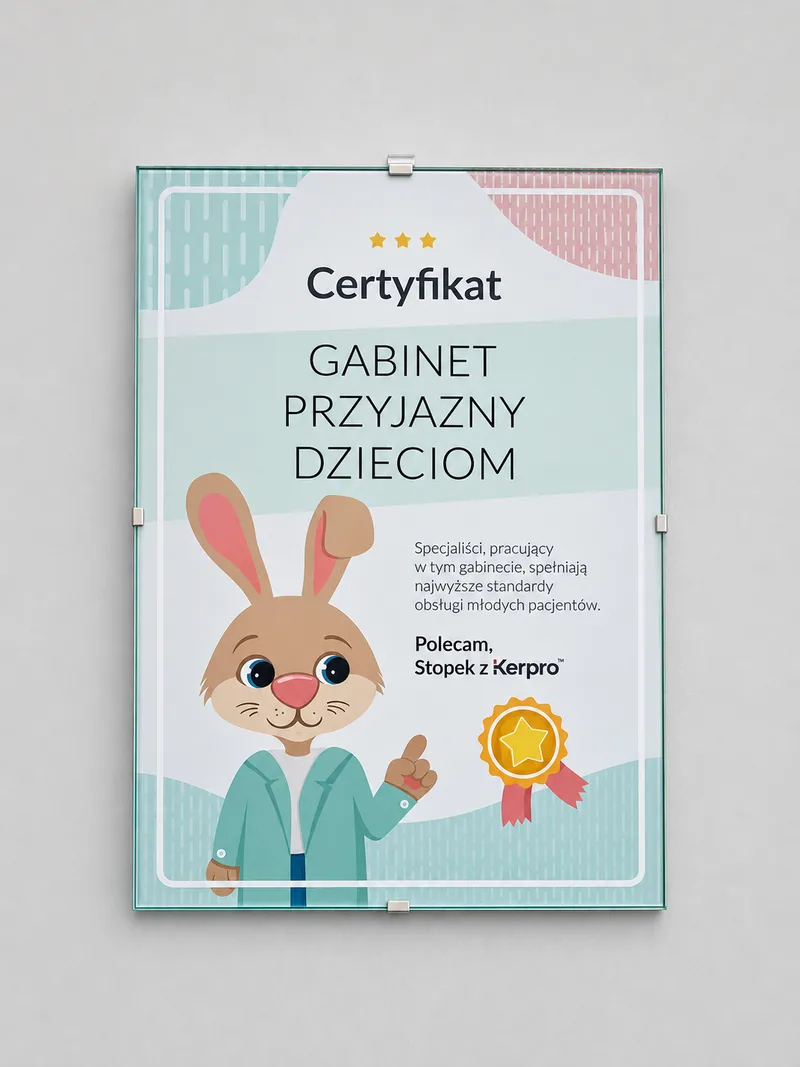 Certyfikat
GABINET
PRZYJAZNY
DZIECIOM
Specjaliści, pracujący
w tym gabinecie, spełniają
najwyższe standardy
obsługi młodych pacjentów.
Polecam,
Stopek z Kerpro™